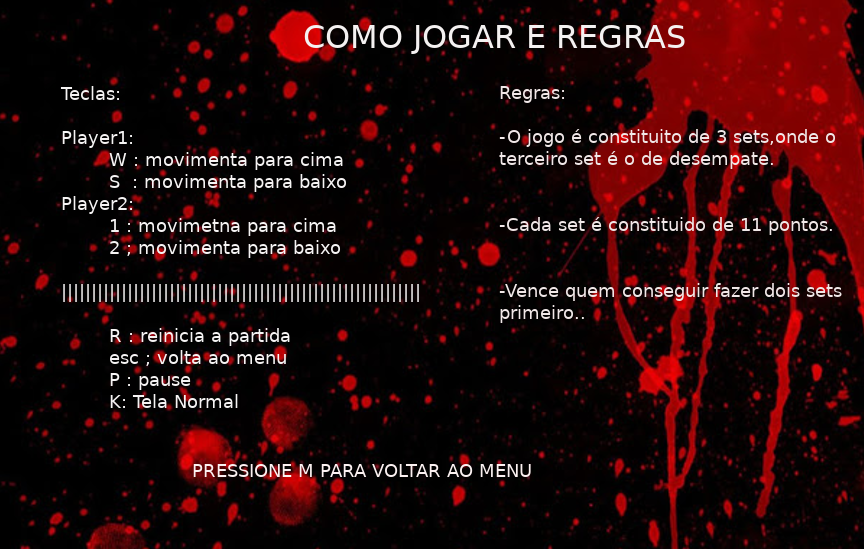 COMO JOGAR E REGRAS
Teclas:
Player1:
W : movimenta para cima
S : movimenta para baixo
Player2:
1 : movimetna para cima
2 ; movimenta para baixo
||||||||||||||||||||||||||||||||||||||||||||||||||||||||||||
R : reinicia a partida
esc ; volta ao menu
P : pause
K: Tela Normal
Regras:
-O jogo é constituito de 3 sets,onde o
terceiro set é o de desempate.
-Cada set é constituido de 11 pontos.
-Vence quem conseguir fazer dois sets
primeiro..
PRESSIONE M PARA VOLTAR AO MENU